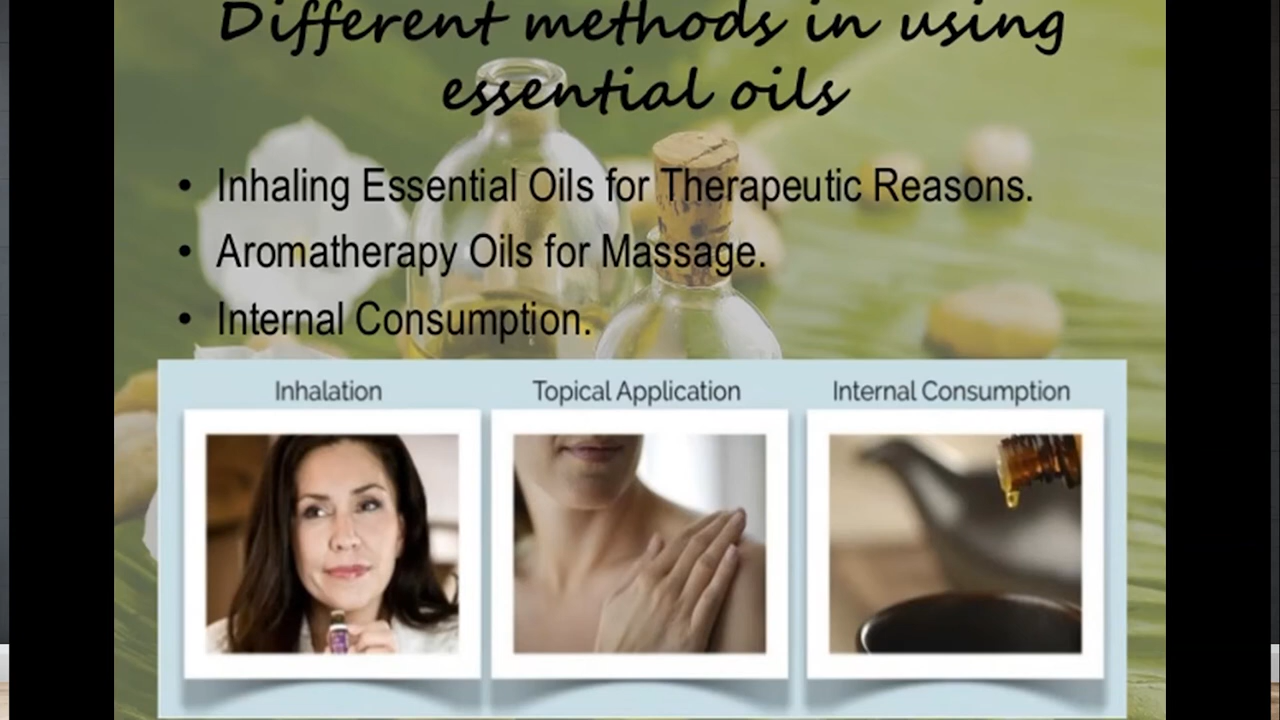 Different methods in using
essential oils
• Inhaling Essential Oils for Therapeutic Reasons.
• Aromatherapy Oils for Massage.
• Internal Consumption.
Inhalation Topical Application Internal Consumption